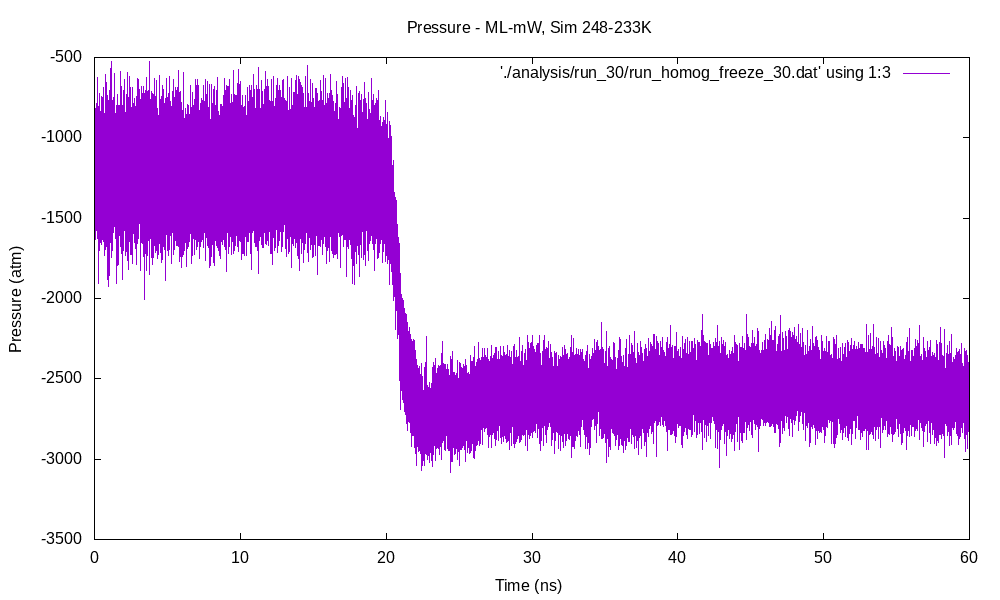 Pressure - ML-mW, Sim 248-233K
'./analysis/run_30/run_homog_freeze_30.dat' using 1:3
-500
-1000
-1500
-2000
-2500
-3000
-3500
Pressure (atm)
0 10 20 30 40 50 60
Time (ns)